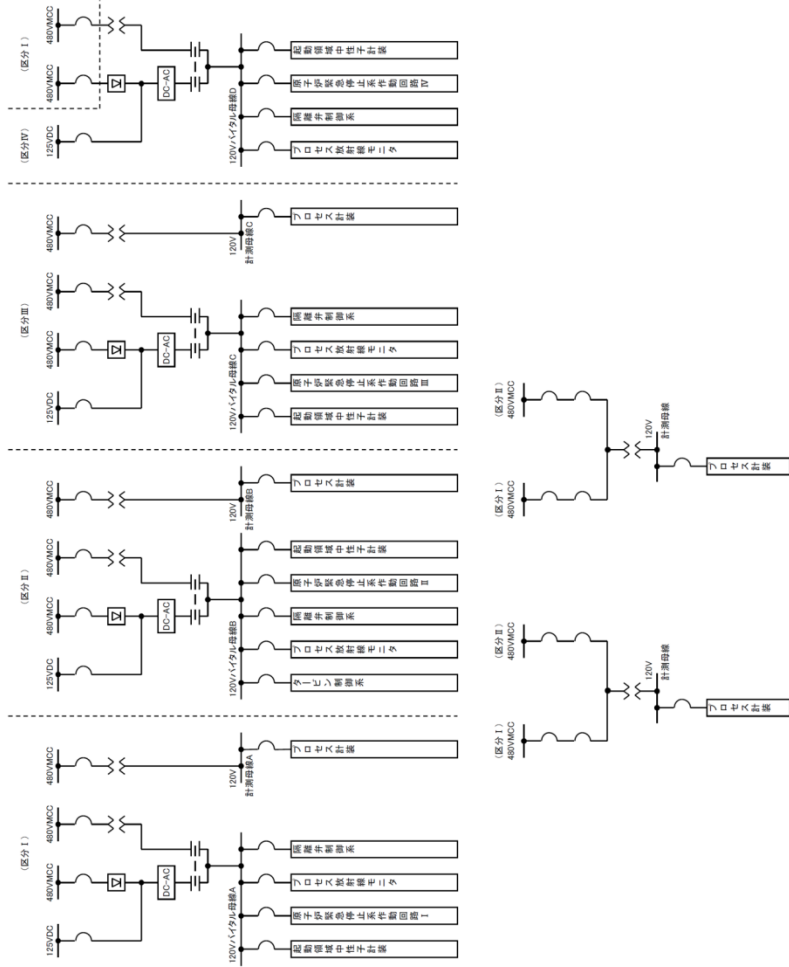 (区分Ⅰ)
125VDC
480VMCC
480VMCC
480VMCC
DC-AC
120Vバイタル母線A
120V
計測母線A
起動領域中性子計装
原子炉緊急停止系作動回路Ⅰ
プロセス放射線モニタ
隔離弁制御系
プロセス計装
(区分Ⅱ)
125VDC
480VMCC
480VMCC
480VMCC
DC-AC
120Vバイタル母線B
120V
計測母線B
タービン制御系
プロセス放射線モニタ
隔離弁制御系
原子炉緊急停止系作動回路Ⅱ
起動領域中性子計装
プロセス計装
(区分Ⅲ)
125VDC
480VMCC
480VMCC
480VMCC
DC-AC
120Vバイタル母線C
120V
計測母線C
起動領域中性子計装
原子炉緊急停止系作動回路Ⅲ
プロセス放射線モニタ
隔離弁制御系
プロセス計装
(区分Ⅳ)
(区分Ⅰ)
125VDC
480VMCC
480VMCC
DC-AC
120Vバイタル母線D
プロセス放射線モニタ
隔離弁制御系
原子炉緊急停止系作動回路Ⅳ
起動領域中性子計装
(区分Ⅰ)
480VMCC
(区分Ⅱ)
480VMCC
120V
計測母線
プロセス計装
(区分Ⅰ)
480VMCC
(区分Ⅱ)
480VMCC
120V
計測母線
プロセス計装